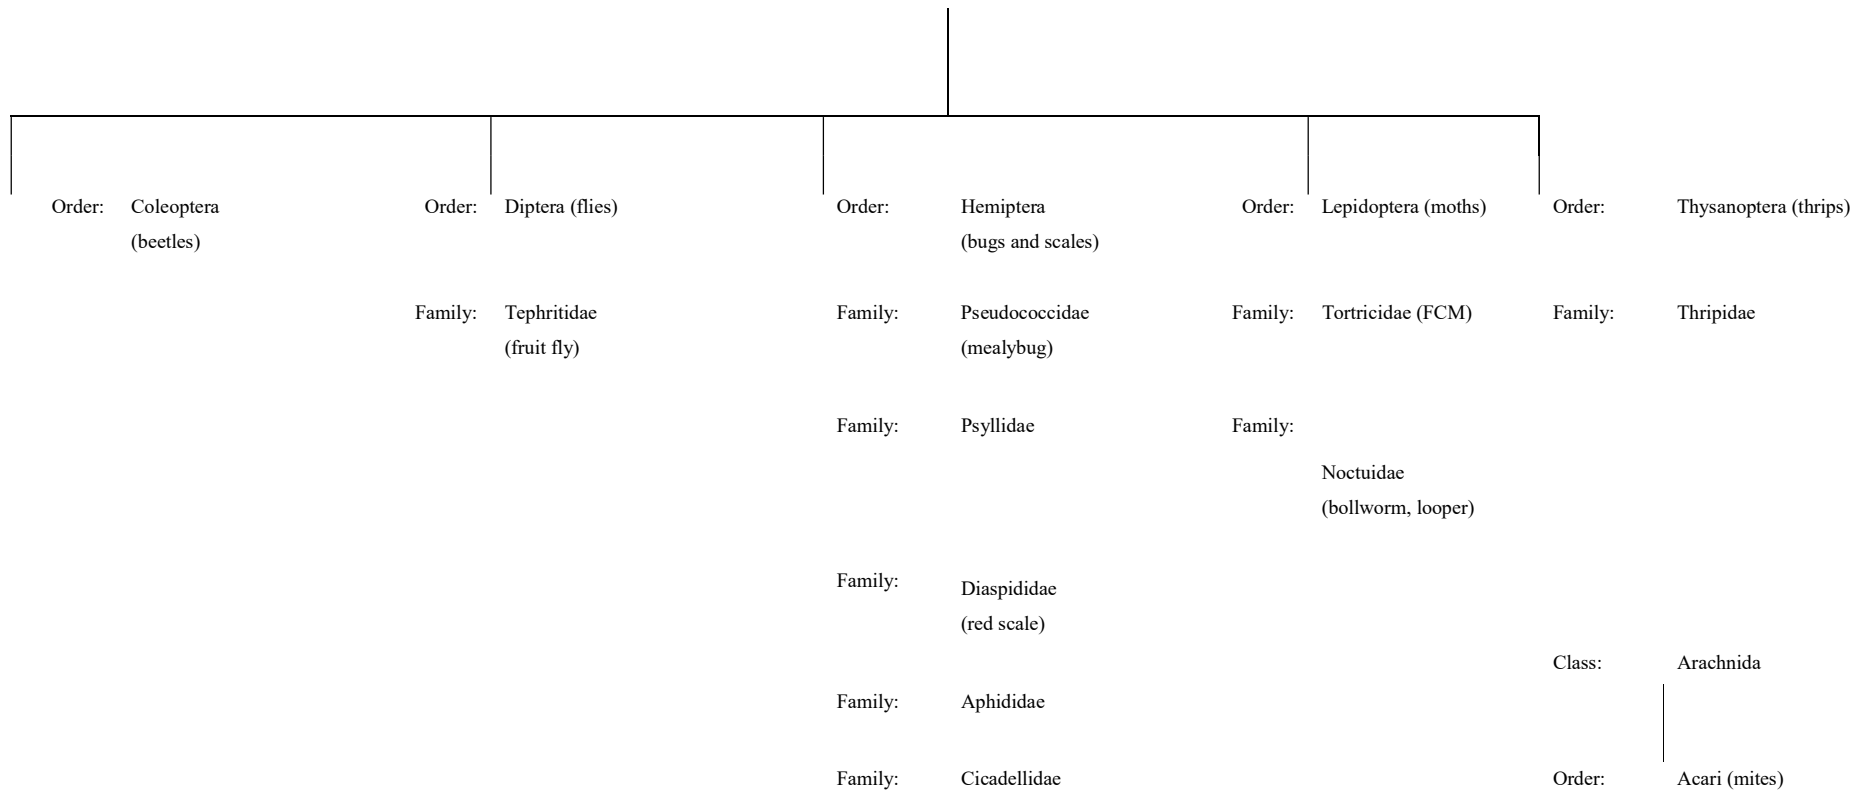 Order: Coleoptera
(beetles)
Order: Diptera (flies)
Family: Tephritidae
(fruit fly)
Order: Hemiptera
(bugs and scales)
Family: Pseudococcidae
(mealybug)
Family: Psyllidae
Family: Diaspididae
(red scale)
Family: Aphididae
Family: Cicadellidae
Order: Lepidoptera (moths)
Family: Tortricidae (FCM)
Family:
Noctuidae
(bollworm, looper)
Order: Thysanoptera (thrips)
Family: Thripidae
Class: Arachnida
Order: Acari (mites)